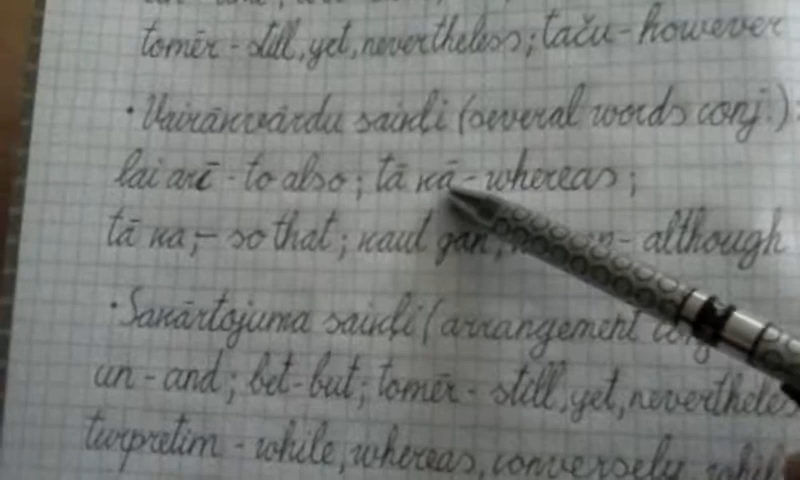 tomēr - still, yet, nevertheless; taču - however
• Vairākvārdu saikļi (several words conj.):
lai arī - to also; tā kā - whereas;
tā ka, - so that; kaut gan, - although
• Sakārtojuma saikļi (arrangement
un - and; bet - but; tomēr - still, yet, nevertheless
turpretim - while, whereas, conversely, while